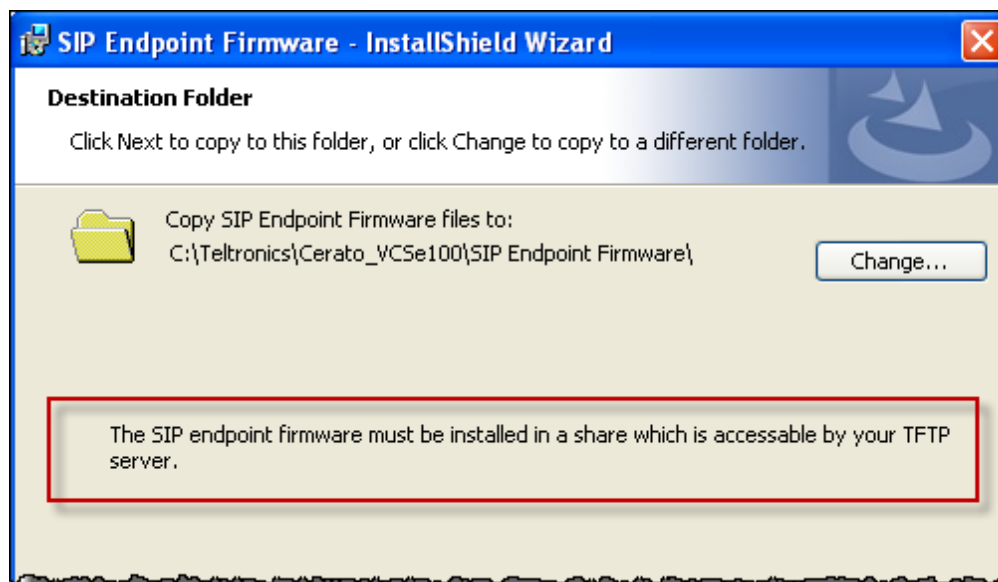 SIP Endpoint Firmware - InstallShield Wizard
Destination Folder
Click Next to copy to this folder, or click Change to copy to a different folder.
Copy SIP Endpoint Firmware files to:
C:\Teltronics\Cerato_VCSe100\SIP Endpoint Firmware\
Change...
The SIP endpoint firmware must be installed in a share which is accessable by your TFTP
server.